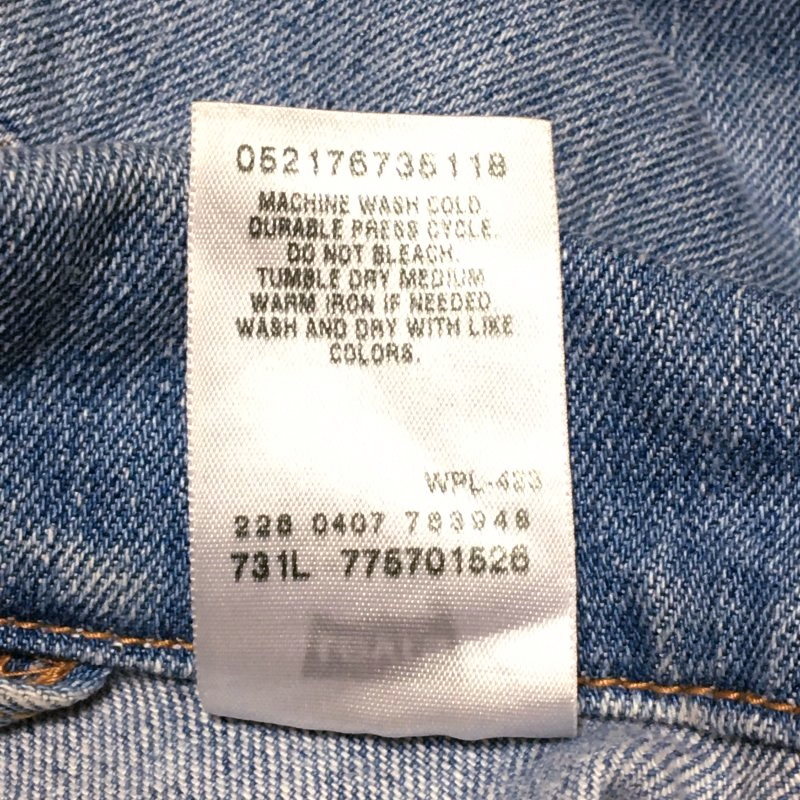 052176735118
MACHINE WASH COLD.
DURABLE PRESS CYCLE.
DO NOT BLEACH.
TUMBLE DRY MEDIUM.
WARM IRON IF NEEDED.
WASH AND DRY WITH LIKE
COLORS.
WPL-423
228 0407 783948
731L 775701526